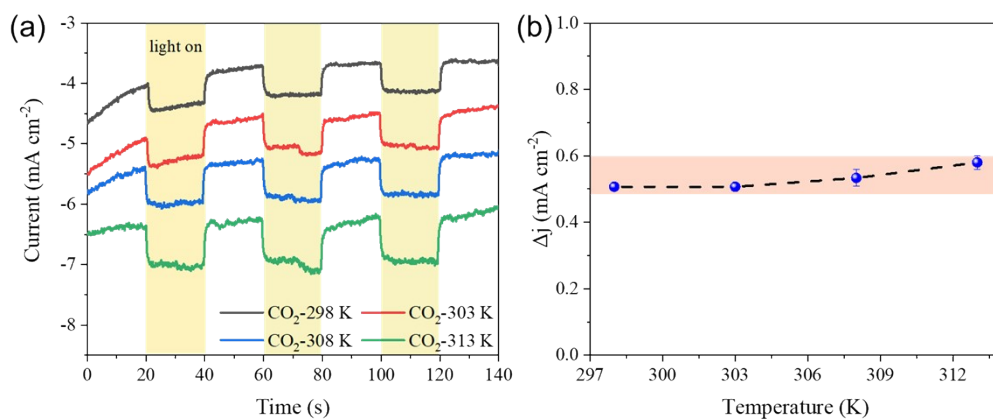 (a)
-3
-4
-5
-6
-7
-8
Current (mA cm⁻²)
light on
CO₂-298 K
CO₂-303 K
CO₂-308 K
CO₂-313 K
0 20 40 60 80 100 120 140
Time (s)
(b)
1.0
0.8
0.6
0.4
0.2
0.0
Δj (mA cm⁻²)
297 300 303 306 309 312
Temperature (K)